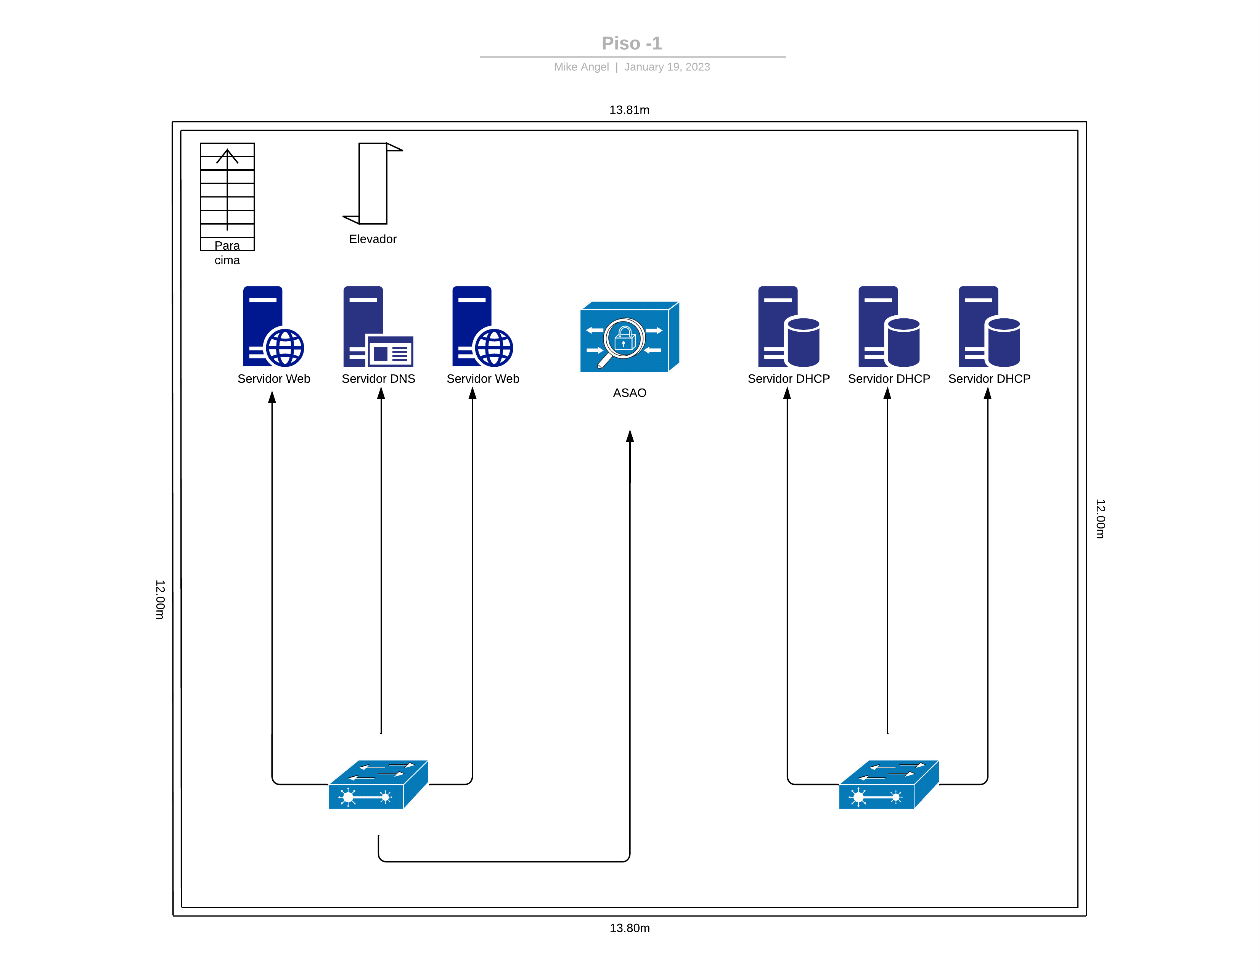 Piso -1
Mike Angel | January 19, 2023
13.81m
Para
cima
Elevador
Servidor Web
Servidor DNS
Servidor Web
ASAO
Servidor DHCP
Servidor DHCP
Servidor DHCP
12.00m
12.00m
13.80m